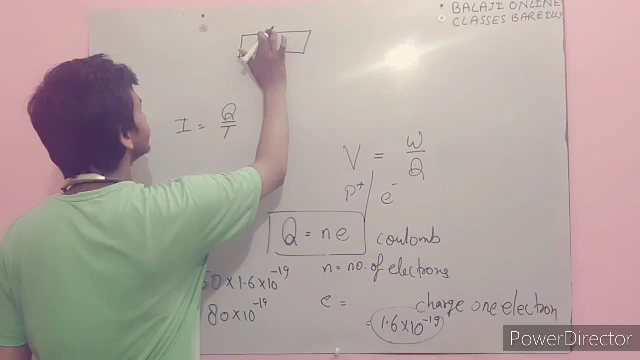 • BALAJI ONLINE
CLASSES BAREILLY
I = Q/T
V = W/Q
P⁺ / e⁻
Q = ne coulomb
n = no. of electrons
50 × 1.6 × 10⁻¹⁹
80 × 10⁻¹⁹
e = charge one electron
= 1.6 × 10⁻¹⁹
PowerDirector